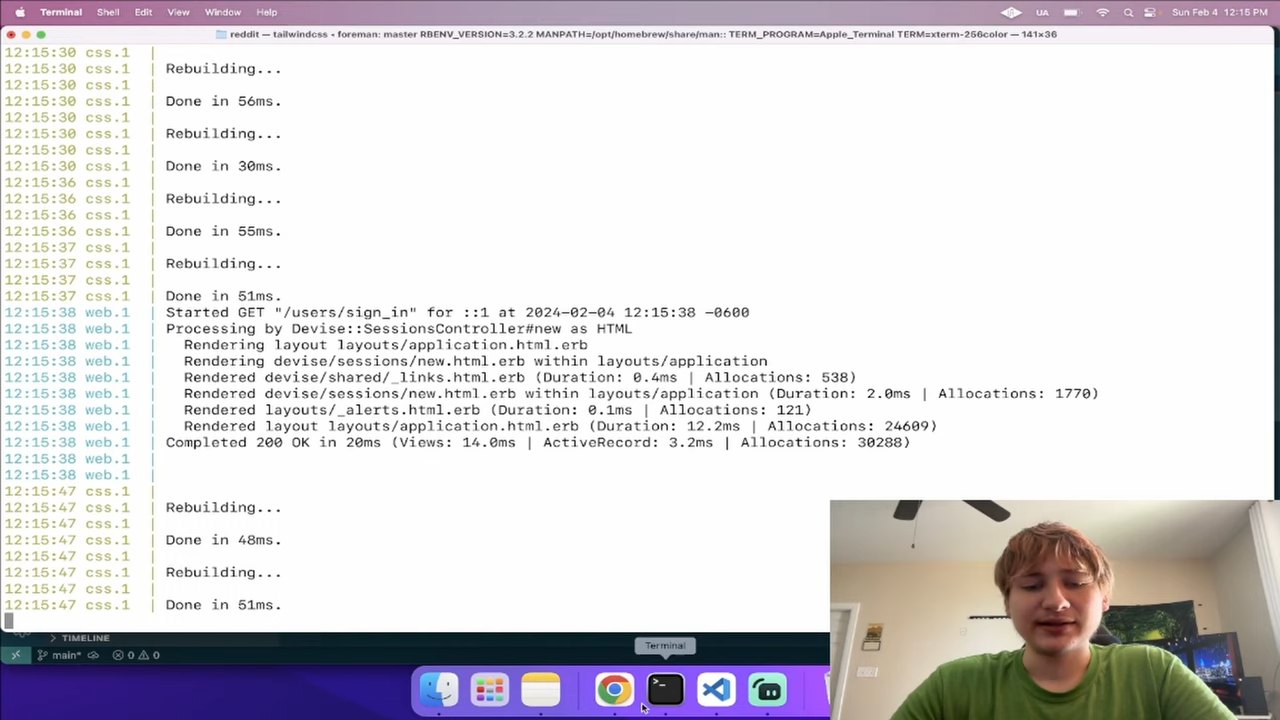 Terminal Shell Edit View Window Help UA Sun Feb 4 12:15 PM
reddit — tailwindcss ‹ foreman: master RBENV_VERSION=3.2.2 MANPATH=/opt/homebrew/share/man:: TERM_PROGRAM=Apple_Terminal TERM=xterm-256color — 141×36
12:15:30 css.1 |
12:15:30 css.1 | Rebuilding...
12:15:30 css.1 |
12:15:30 css.1 | Done in 56ms.
12:15:30 css.1 |
12:15:30 css.1 | Rebuilding...
12:15:30 css.1 |
12:15:30 css.1 | Done in 30ms.
12:15:36 css.1 |
12:15:36 css.1 | Rebuilding...
12:15:36 css.1 |
12:15:36 css.1 | Done in 55ms.
12:15:37 css.1 |
12:15:37 css.1 | Rebuilding...
12:15:37 css.1 |
12:15:37 css.1 | Done in 51ms.
12:15:38 web.1 | Started GET "/users/sign_in" for ::1 at 2024-02-04 12:15:38 -0600
12:15:38 web.1 | Processing by Devise::SessionsController#new as HTML
12:15:38 web.1 | Rendering layout layouts/application.html.erb
12:15:38 web.1 | Rendering devise/sessions/new.html.erb within layouts/application
12:15:38 web.1 | Rendered devise/shared/_links.html.erb (Duration: 0.4ms | Allocations: 538)
12:15:38 web.1 | Rendered devise/sessions/new.html.erb within layouts/application (Duration: 2.0ms | Allocations: 1770)
12:15:38 web.1 | Rendered layouts/_alerts.html.erb (Duration: 0.1ms | Allocations: 121)
12:15:38 web.1 | Rendered layout layouts/application.html.erb (Duration: 12.2ms | Allocations: 24609)
12:15:38 web.1 | Completed 200 OK in 20ms (Views: 14.0ms | ActiveRecord: 3.2ms | Allocations: 30288)
12:15:38 web.1 |
12:15:38 web.1 |
12:15:47 css.1 |
12:15:47 css.1 | Rebuilding...
12:15:47 css.1 |
12:15:47 css.1 | Done in 48ms.
12:15:47 css.1 |
12:15:47 css.1 | Rebuilding...
12:15:47 css.1 |
12:15:47 css.1 | Done in 51ms.
TIMELINE
main* 0 0
Terminal